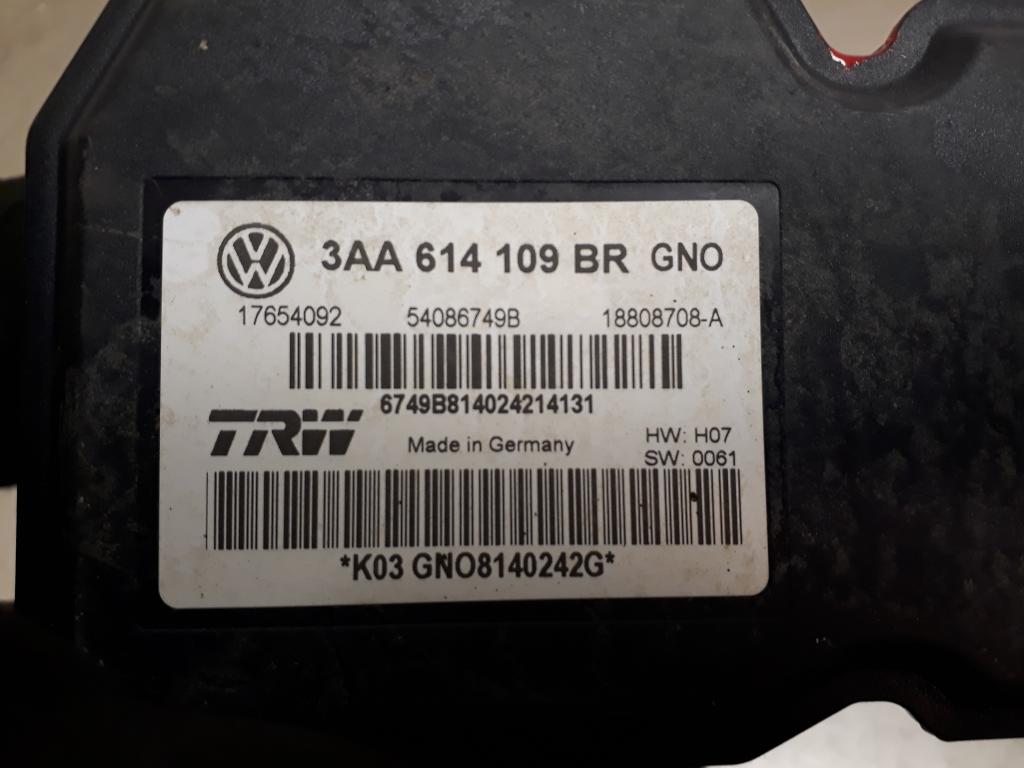 3AA 614 109 BR GNO
17654092 54086749B 18808708-A
6749B814024214131
TRW Made in Germany HW: H07
SW: 0061
*K03 GNO8140242G*